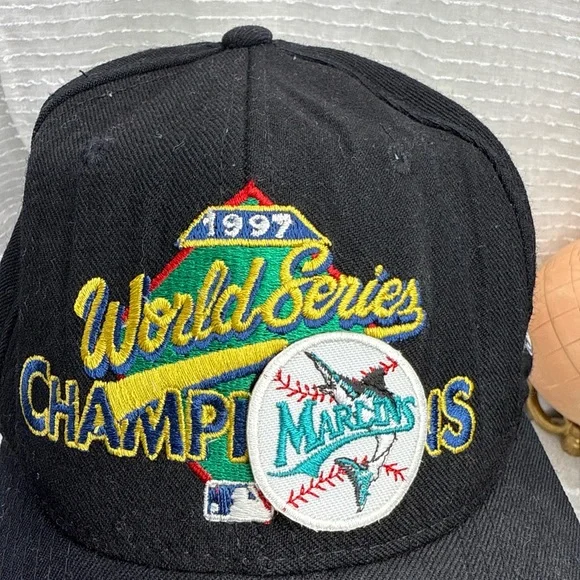 1997
World Series
CHAMPI NS
MARLINS